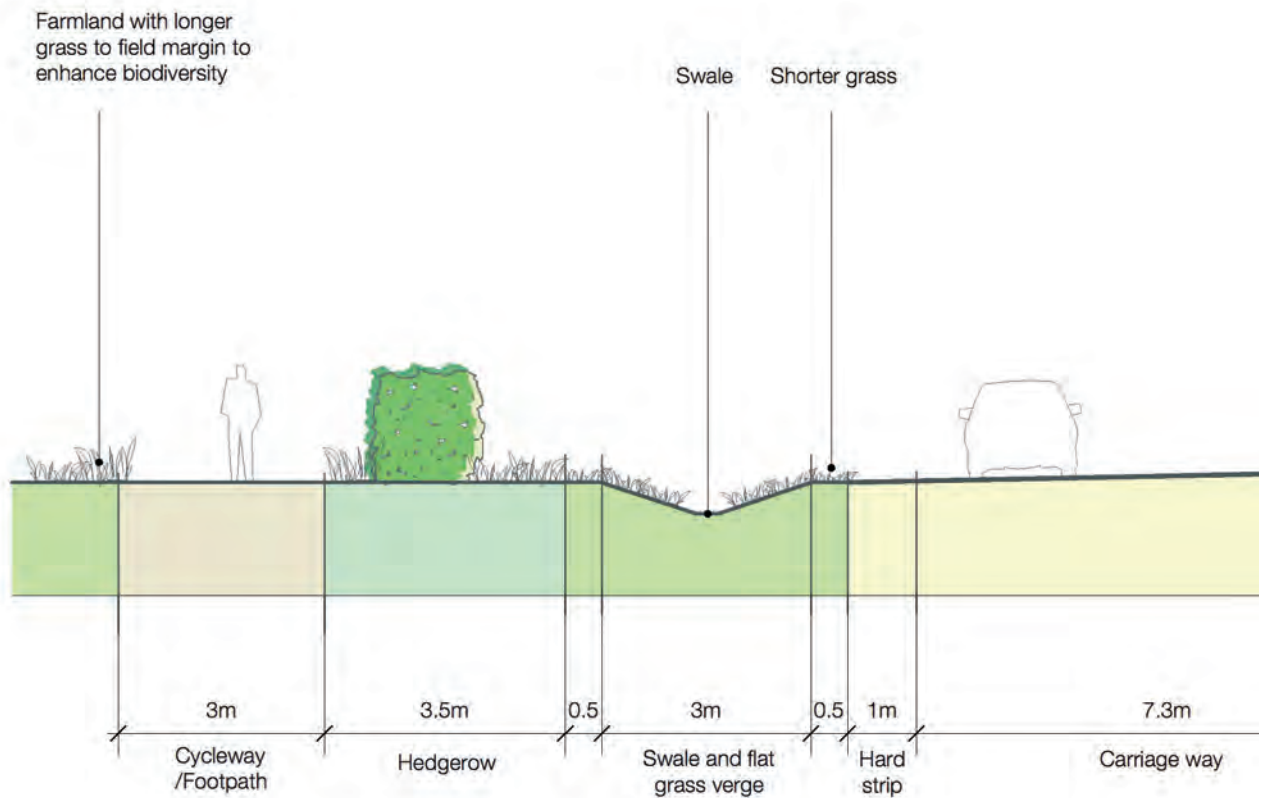 Farmland with longer
grass to field margin to
enhance biodiversity
Swale
Shorter grass
3m
3.5m
0.5
3m
0.5
1m
7.3m
Cycleway
/Footpath
Hedgerow
Swale and flat
grass verge
Hard
strip
Carriage way